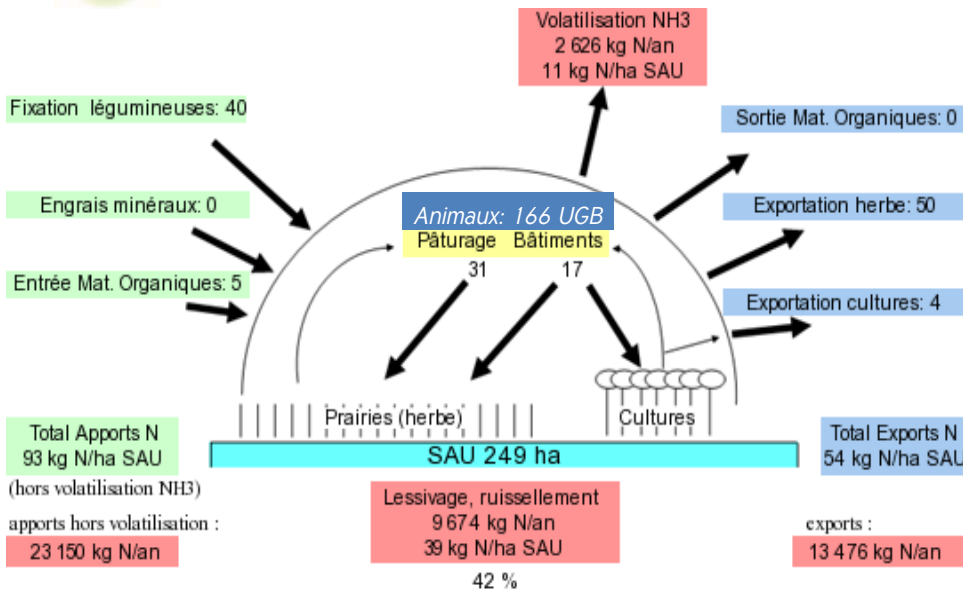 Volatilisation NH3
2 626 kg N/an
11 kg N/ha SAU
Fixation légumineuses: 40
Sortie Mat. Organiques: 0
Engrais minéraux: 0
Animaux: 166 UGB
Exportation herbe: 50
Pâturage Bâtiments
31 17
Entrée Mat. Organiques: 5
Exportation cultures: 4
Prairies (herbe)
Cultures
Total Apports N
93 kg N/ha SAU
SAU 249 ha
Total Exports N
54 kg N/ha SAU
(hors volatilisation NH3)
apports hors volatilisation :
23 150 kg N/an
Lessivage, ruissellement
9 674 kg N/an
39 kg N/ha SAU
42 %
exports :
13 476 kg N/an